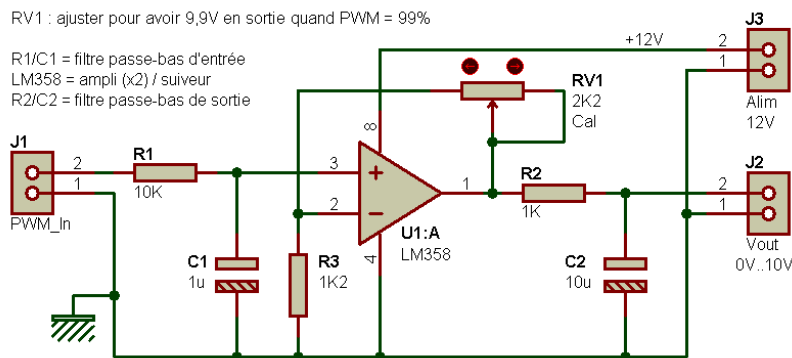 RV1 : ajuster pour avoir 9,9V en sortie quand PWM = 99%
R1/C1 = filtre passe-bas d'entrée
LM358 = ampli (x2) / suiveur
R2/C2 = filtre passe-bas de sortie
+12V
J3
2
1
Alim
12V
RV1
2K2
Cal
J1
2
1
PWM_In
R1
10K
8
3
2
1
4
U1:A
LM358
R2
1K
J2
2
1
Vout
0V..10V
C1
1u
R3
1K2
C2
10u